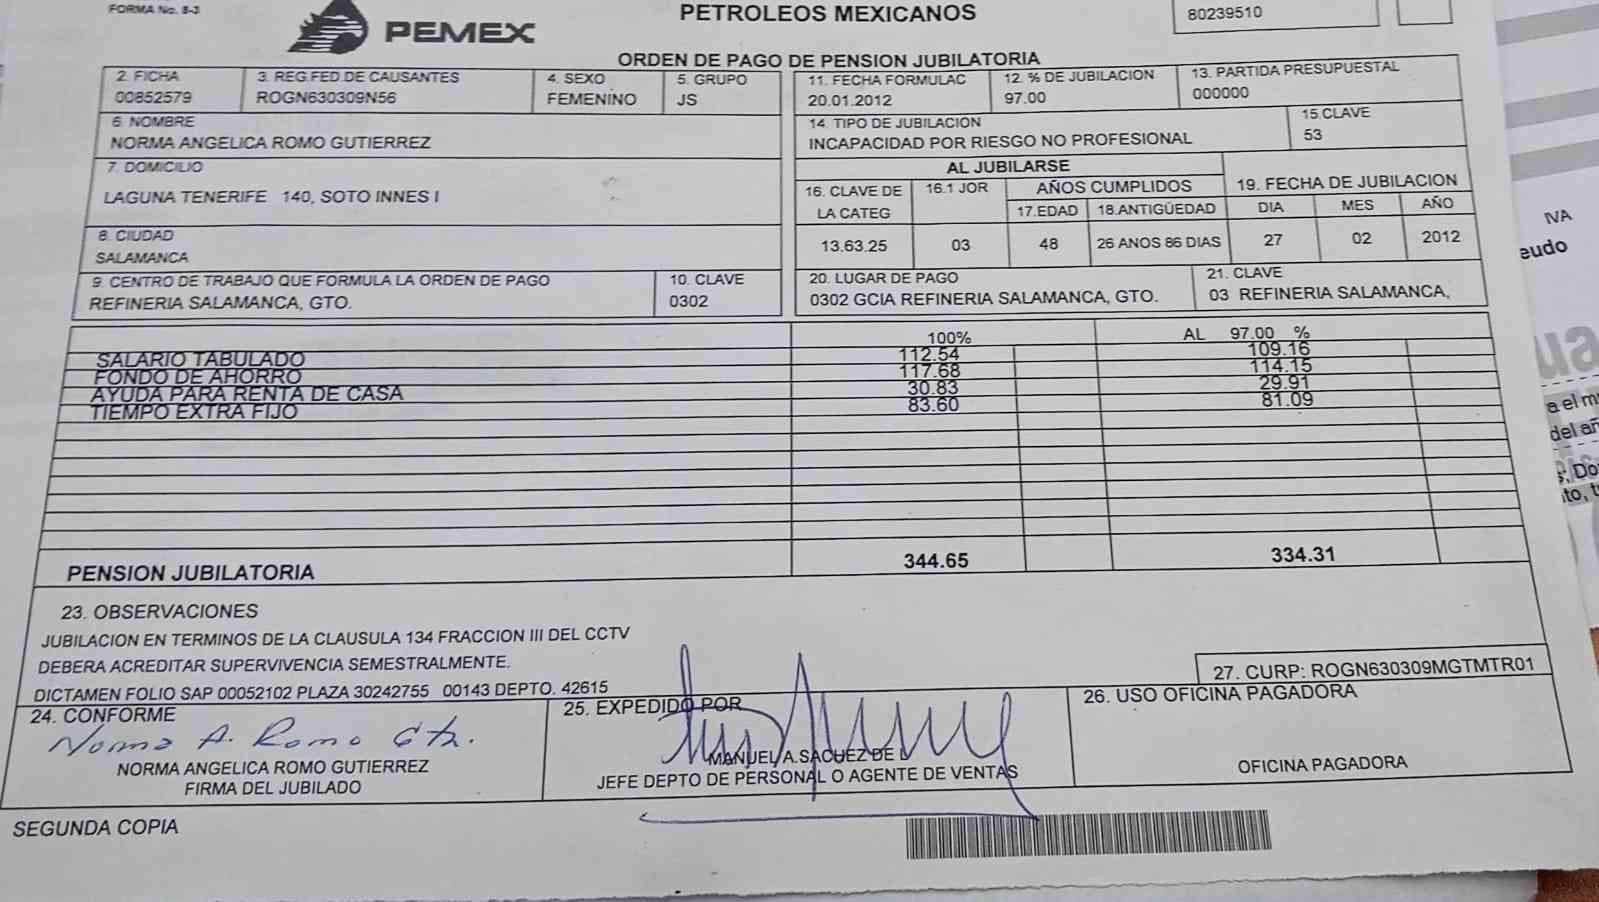 FORMA No. 8-3
PEMEX
PETROLEOS MEXICANOS
80239510
ORDEN DE PAGO DE PENSION JUBILATORIA
2. FICHA
00852579
3. REG.FED.DE CAUSANTES
ROGN630309N56
4. SEXO
FEMENINO
5. GRUPO
JS
11. FECHA FORMULAC
20.01.2012
12. % DE JUBILACION
97.00
13. PARTIDA PRESUPUESTAL
000000
6. NOMBRE
NORMA ANGELICA ROMO GUTIERREZ
14. TIPO DE JUBILACION
INCAPACIDAD POR RIESGO NO PROFESIONAL
15.CLAVE
53
7. DOMICILIO
LAGUNA TENERIFE 140, SOTO INNES I
AL JUBILARSE
16. CLAVE DE LA CATEG
16.1 JOR
AÑOS CUMPLIDOS
17.EDAD
18.ANTIGÜEDAD
19. FECHA DE JUBILACION
DIA
MES
AÑO
13.63.25
03
48
26 ANOS 86 DIAS
27
02
2012
8. CIUDAD
SALAMANCA
9. CENTRO DE TRABAJO QUE FORMULA LA ORDEN DE PAGO
REFINERIA SALAMANCA, GTO.
10. CLAVE
0302
20. LUGAR DE PAGO
0302 GCIA REFINERIA SALAMANCA, GTO.
21. CLAVE
03 REFINERIA SALAMANCA,
100% AL 97.00 %
SALARIO TABULADO 112.54 109.16
FONDO DE AHORRO 117.68 114.15
AYUDA PARA RENTA DE CASA 30.83 29.91
TIEMPO EXTRA FIJO 83.60 81.09
PENSION JUBILATORIA 344.65 334.31
23. OBSERVACIONES
JUBILACION EN TERMINOS DE LA CLAUSULA 134 FRACCION III DEL CCTV
DEBERA ACREDITAR SUPERVIVENCIA SEMESTRALMENTE.
DICTAMEN FOLIO SAP 00052102 PLAZA 30242755 00143 DEPTO. 42615
27. CURP: ROGN630309MGTMTR01
24. CONFORME
Norma A. Romo Gtz.
NORMA ANGELICA ROMO GUTIERREZ
FIRMA DEL JUBILADO
25. EXPEDIDO POR
MANUEL A.SACUEZ DE L
JEFE DEPTO DE PERSONAL O AGENTE DE VENTAS
26. USO OFICINA PAGADORA
OFICINA PAGADORA
SEGUNDA COPIA
IVA
eudo
ua
a el m
del añ